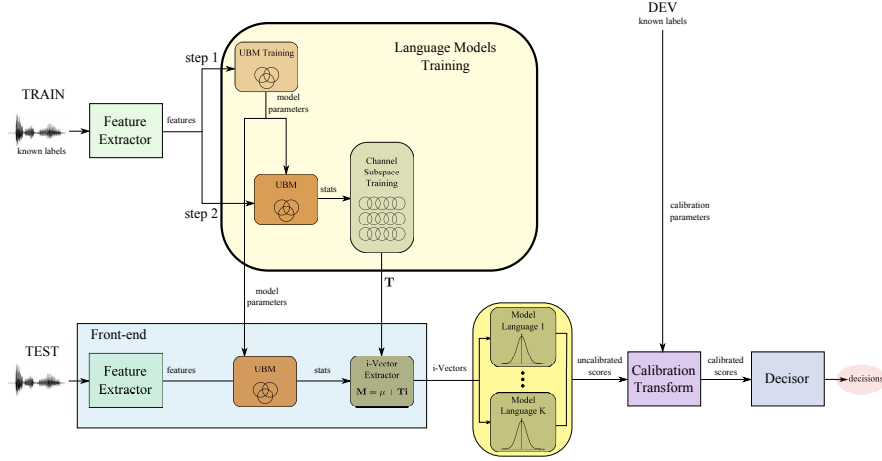 DEV
known labels
Language Models
Training
step 1
UBM Training
model
parameters
TRAIN
known labels
Feature
Extractor
features
step 2
UBM
stats
Channel
Subspace
Training
calibration
parameters
T
model
parameters
TEST
Front-end
Feature
Extractor
features
UBM
stats
i-Vector
Extractor
M = μ + Ti
i-Vectors
Model
Language 1
Model
Language K
uncalibrated
scores
Calibration
Transform
calibrated
scores
Decisor
decisions